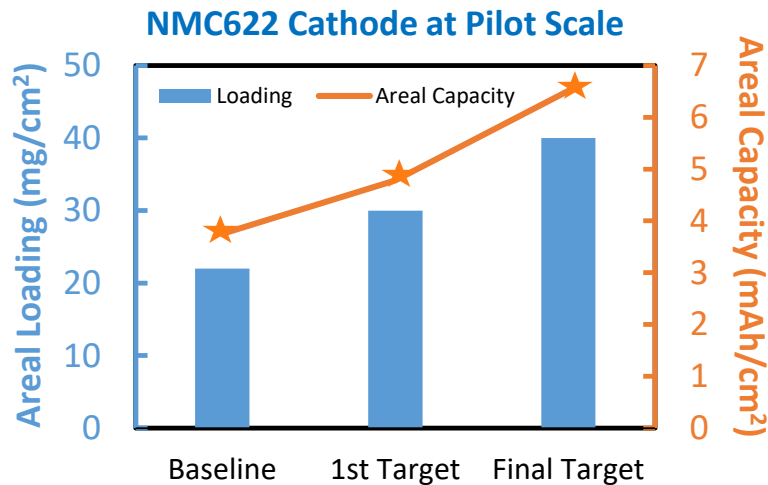 NMC622 Cathode at Pilot Scale
Areal Loading (mg/cm²)
50
40
30
20
10
0
Loading
Areal Capacity
7
6
5
4
3
2
1
0
Areal Capacity (mAh/cm²)
Baseline
1st Target
Final Target